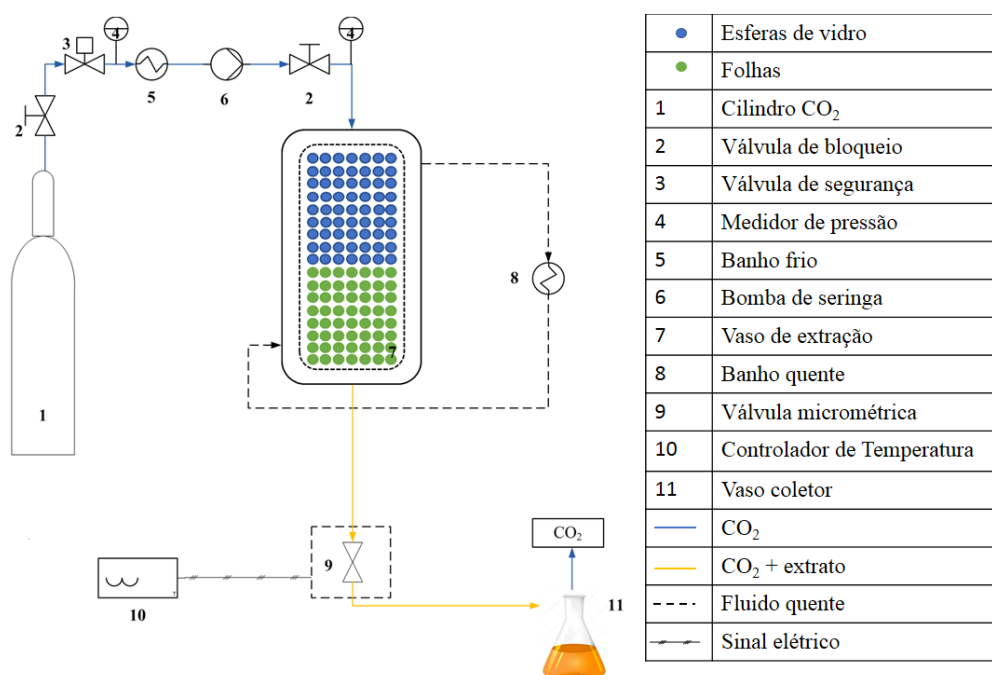 3
4
4
5
6
2
2
1
7
8
9
10
T
CO₂
11
Esferas de vidro
Folhas
1 Cilindro CO₂
2 Válvula de bloqueio
3 Válvula de segurança
4 Medidor de pressão
5 Banho frio
6 Bomba de seringa
7 Vaso de extração
8 Banho quente
9 Válvula micrométrica
10 Controlador de Temperatura
11 Vaso coletor
CO₂
CO₂ + extrato
Fluido quente
Sinal elétrico